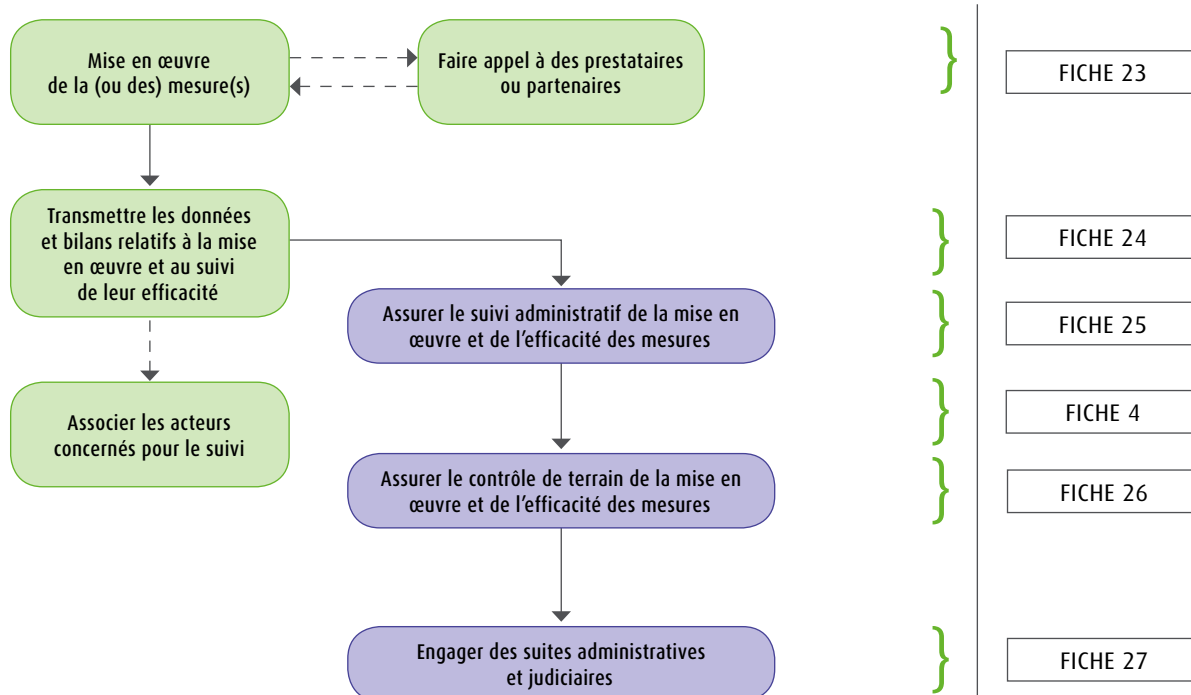 Mise en œuvre
de la (ou des) mesure(s)
Faire appel à des prestataires
ou partenaires
FICHE 23
Transmettre les données
et bilans relatifs à la mise
en œuvre et au suivi
de leur efficacité
FICHE 24
Assurer le suivi administratif de la mise en
œuvre et de l’efficacité des mesures
FICHE 25
Associer les acteurs
concernés pour le suivi
FICHE 4
Assurer le contrôle de terrain de la mise en
œuvre et de l’efficacité des mesures
FICHE 26
Engager des suites administratives
et judiciaires
FICHE 27